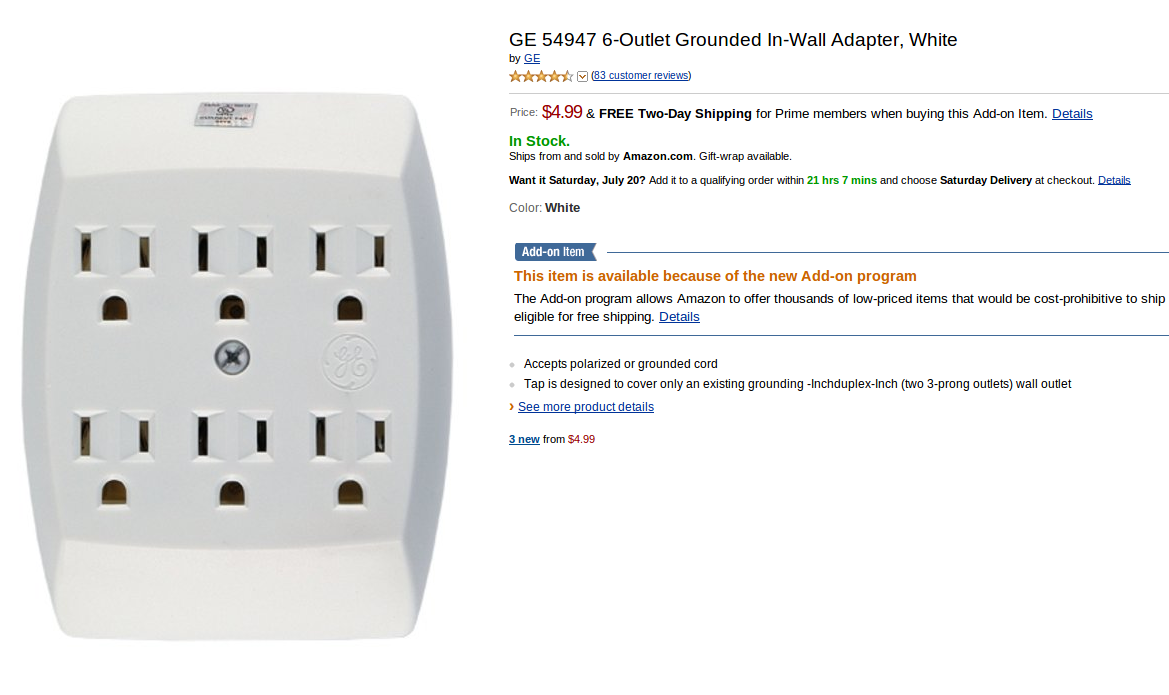 GE 54947 6-Outlet Grounded In-Wall Adapter, White
by GE
(83 customer reviews)
Price: $4.99 & FREE Two-Day Shipping for Prime members when buying this Add-on Item. Details
In Stock.
Ships from and sold by Amazon.com. Gift-wrap available.
Want it Saturday, July 20? Add it to a qualifying order within 21 hrs 7 mins and choose Saturday Delivery at checkout. Details
Color: White
Add-on Item
This item is available because of the new Add-on program
The Add-on program allows Amazon to offer thousands of low-priced items that would be cost-prohibitive to ship
eligible for free shipping. Details
Accepts polarized or grounded cord
Tap is designed to cover only an existing grounding -Inchduplex-Inch (two 3-prong outlets) wall outlet
› See more product details
3 new from $4.99
GE